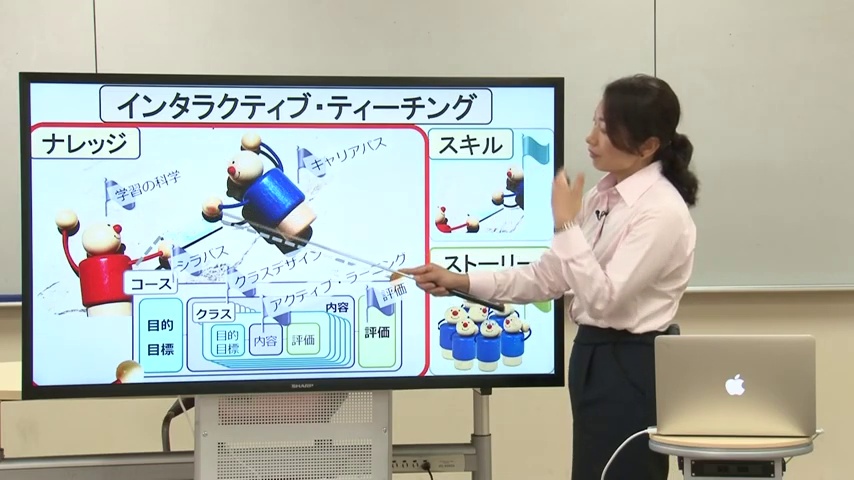 インタラクティブ・ティーチング
ナレッジ
スキル
キャリアパス
学習の科学
シラバス
クラスデザイン
アクティブ・ラーニング
評価
ストーリー
コース
目的
目標
クラス
内容
目的
目標
内容
評価
評価
SHARP